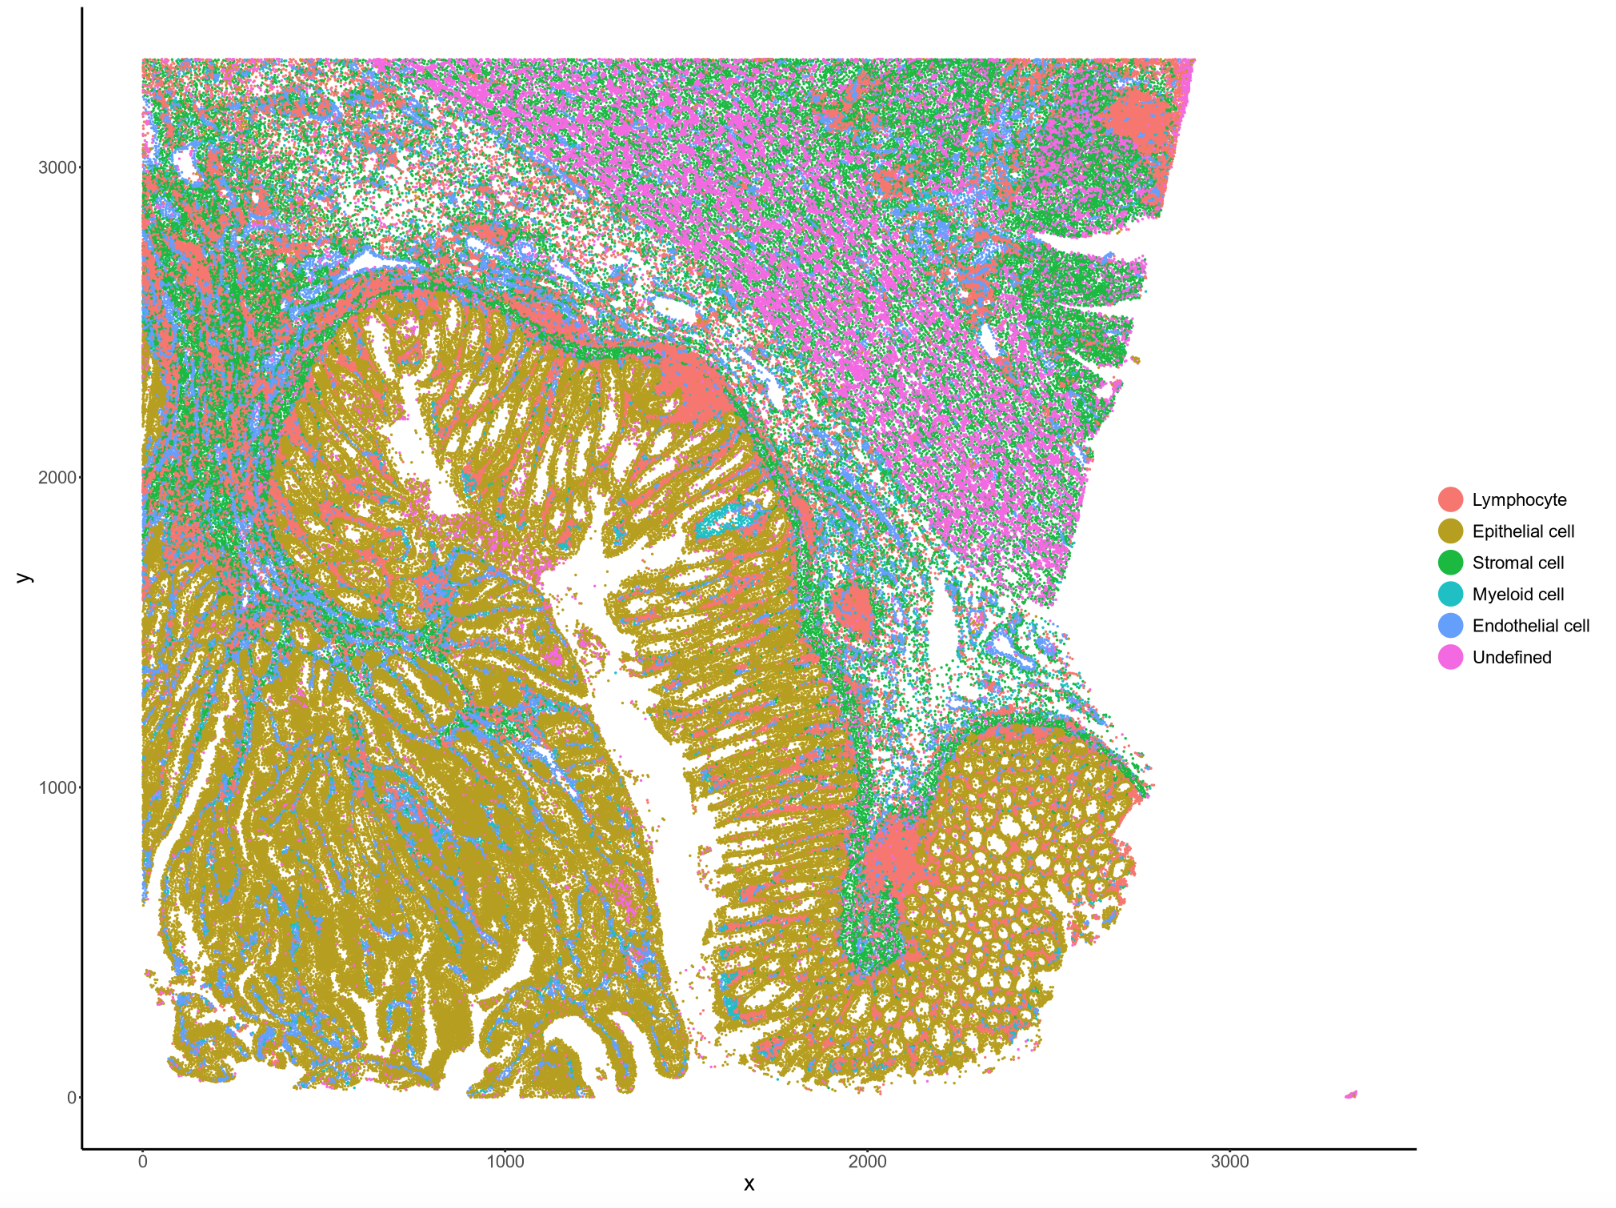 3000
2000
1000
0
y
0 1000 2000 3000
x
Lymphocyte
Epithelial cell
Stromal cell
Myeloid cell
Endothelial cell
Undefined